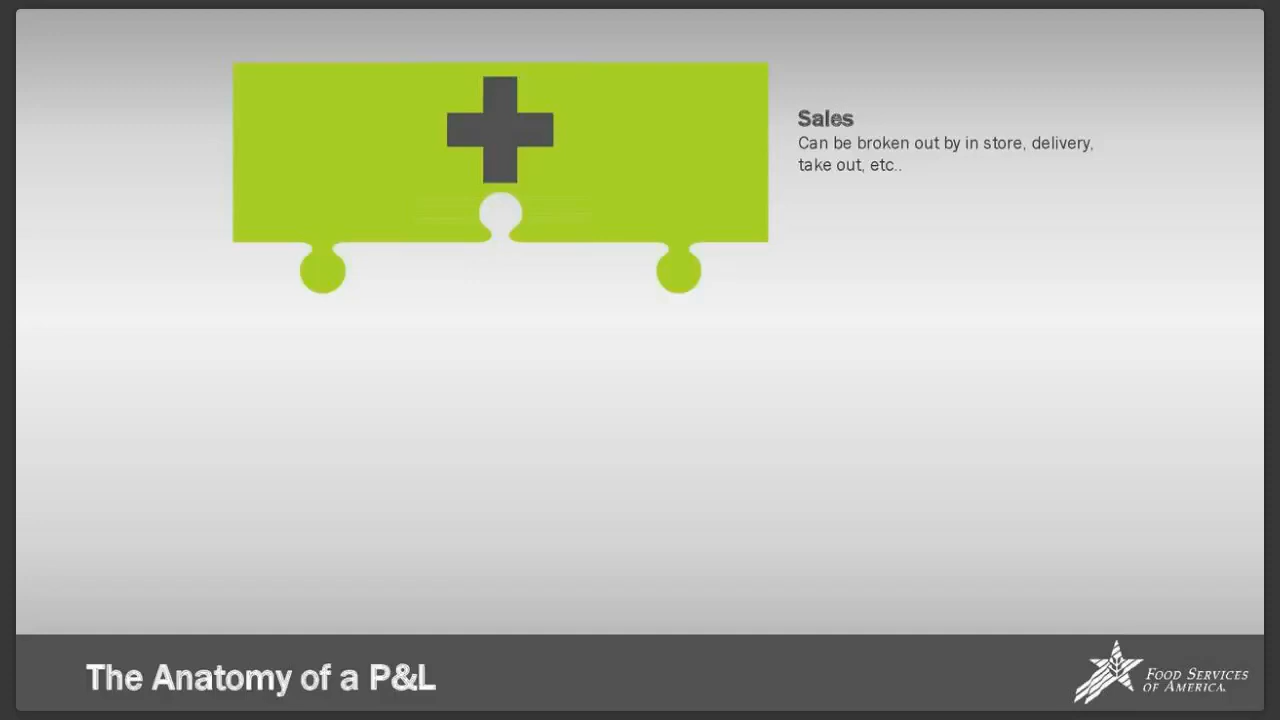 Sales
Can be broken out by in store, delivery,
take out, etc..
The Anatomy of a P&L
FOOD SERVICES
OF AMERICA.